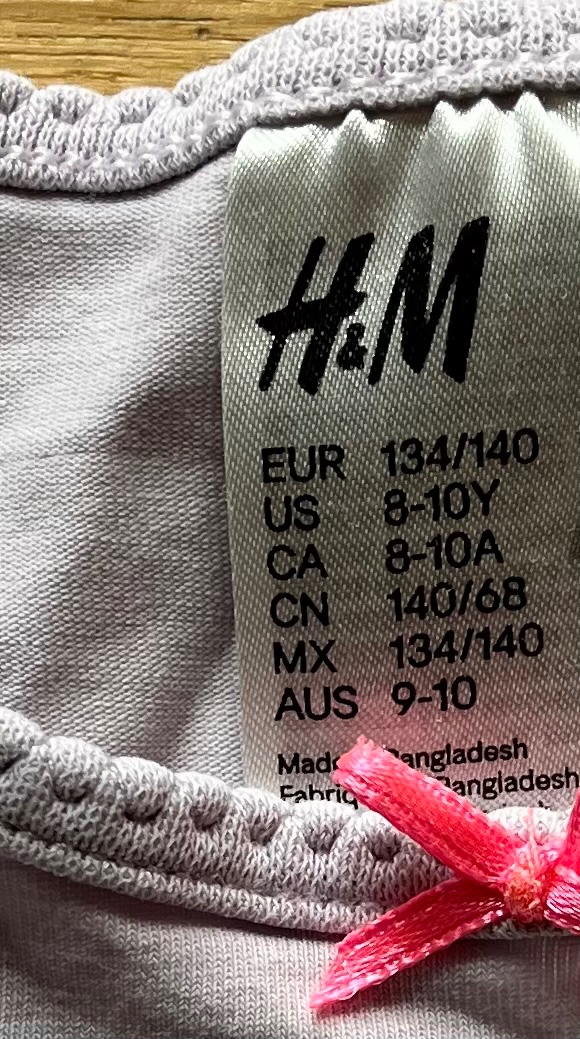 H&M
EUR 134/140
US 8-10Y
CA 8-10A
CN 140/68
MX 134/140
AUS 9-10
Made Bangladesh
Bangladesh